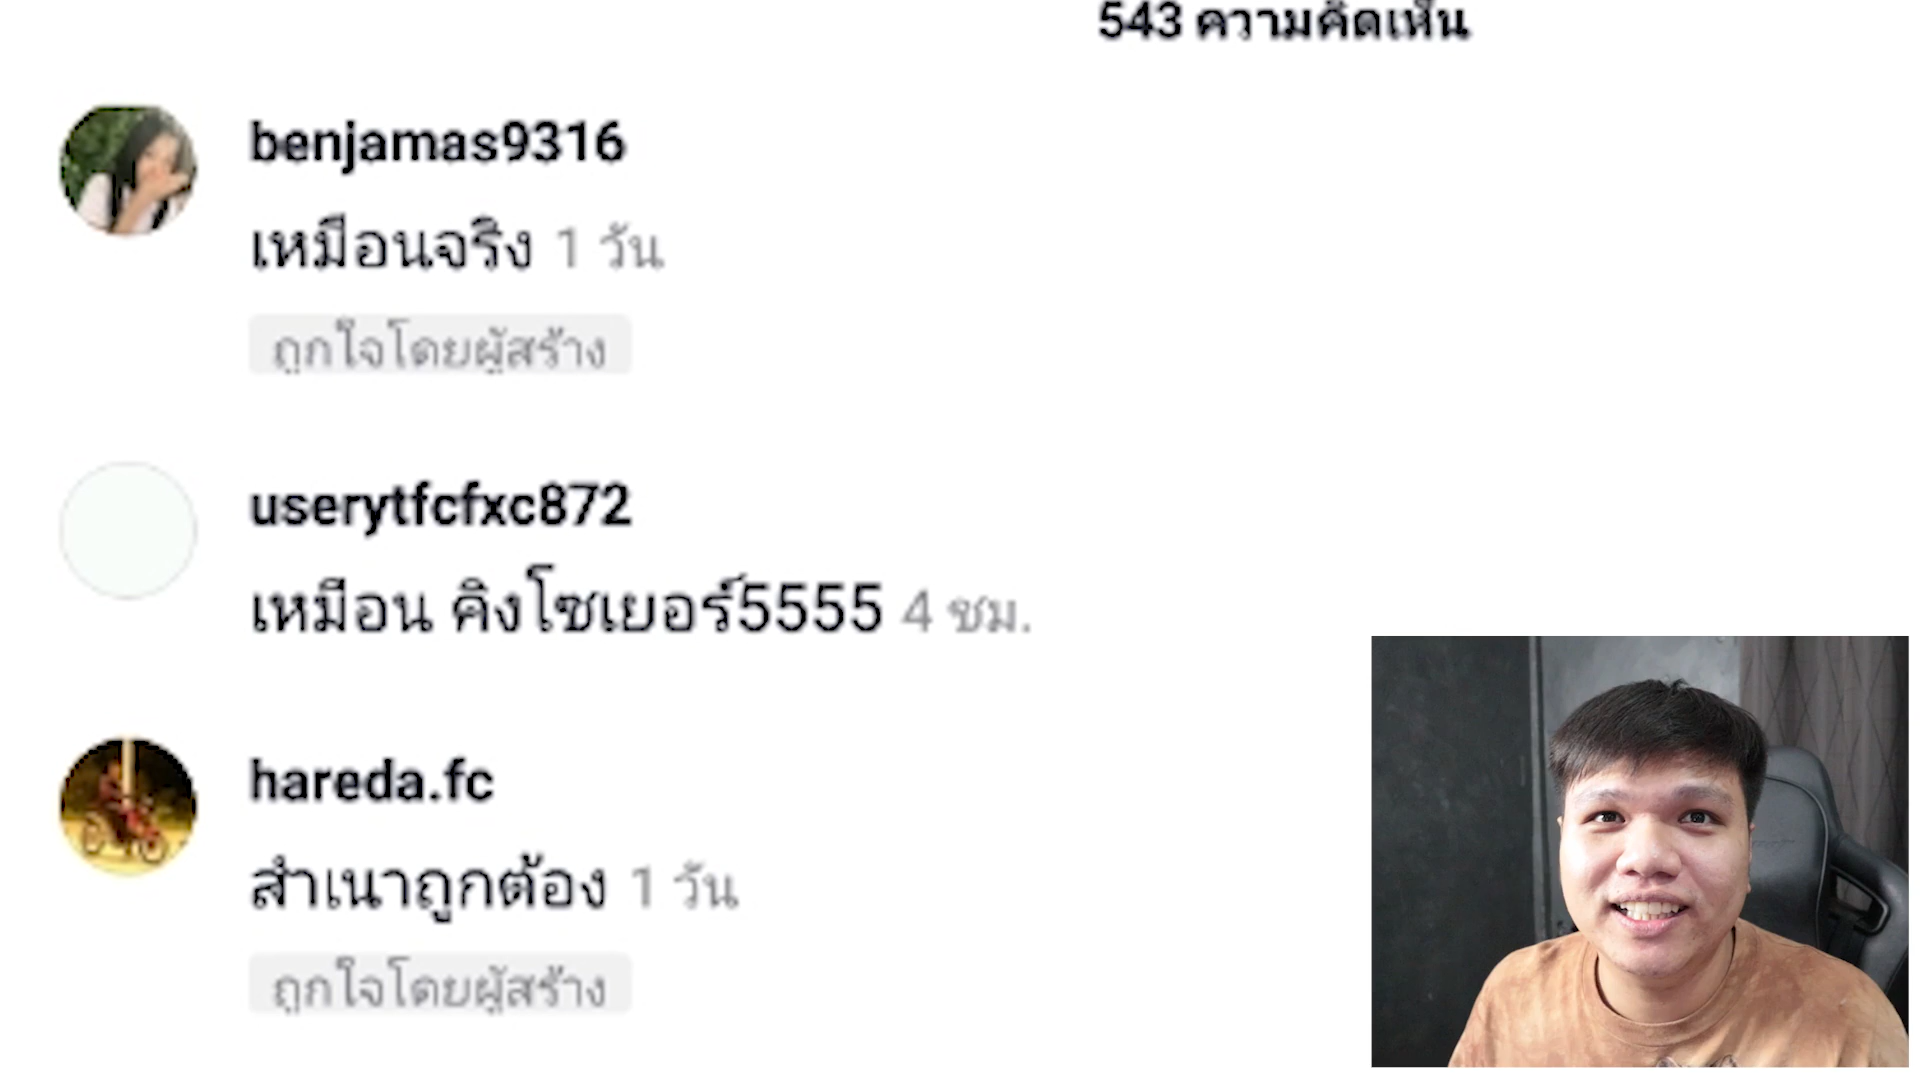 543 ความคิดเห็น
benjamas9316
เหมือนจริง 1 วัน
ถูกใจโดยผู้สร้าง
userytfcfxc872
เหมือน คิงโซเยอร์5555 4 ชม.
hareda.fc
สำเนาถูกต้อง 1 วัน
ถูกใจโดยผู้สร้าง